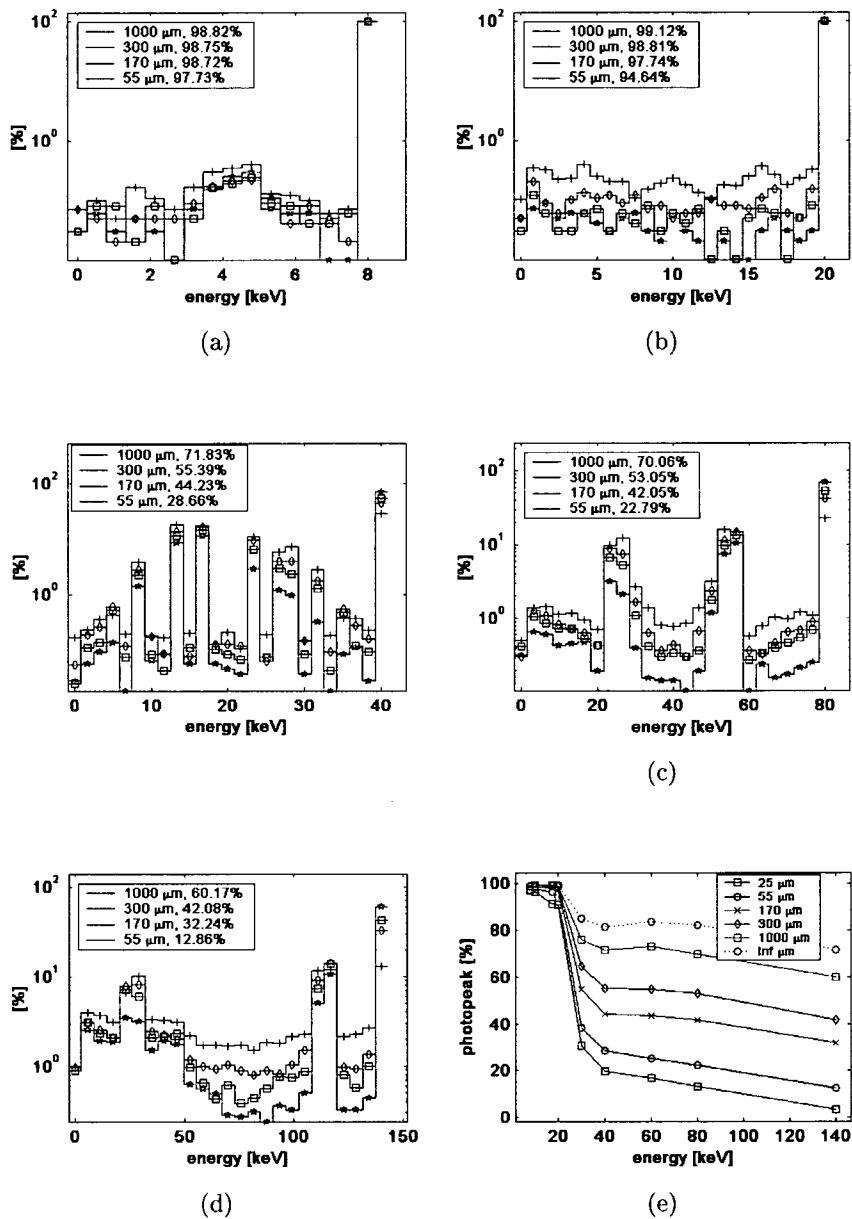 10²
10⁰
[%]
1000 μm, 98.82%
300 μm, 98.75%
170 μm, 98.72%
55 μm, 97.73%
0 2 4 6 8
energy [keV]
(a)
10²
10⁰
[%]
1000 μm, 99.12%
300 μm, 98.81%
170 μm, 97.74%
55 μm, 94.64%
0 5 10 15 20
energy [keV]
(b)
10²
10⁰
[%]
1000 μm, 71.83%
300 μm, 55.39%
170 μm, 44.23%
55 μm, 28.66%
0 10 20 30 40
energy [keV]
10²
10¹
10⁰
[%]
1000 μm, 70.06%
300 μm, 53.05%
170 μm, 42.05%
55 μm, 22.79%
0 20 40 60 80
energy [keV]
(c)
10²
10¹
10⁰
[%]
1000 μm, 60.17%
300 μm, 42.08%
170 μm, 32.24%
55 μm, 12.86%
0 50 100 150
energy [keV]
(d)
100
80
60
40
20
0
photopeak [%]
25 μm
55 μm
170 μm
300 μm
1000 μm
Inf μm
20 40 60 80 100 120 140
energy [keV]
(e)